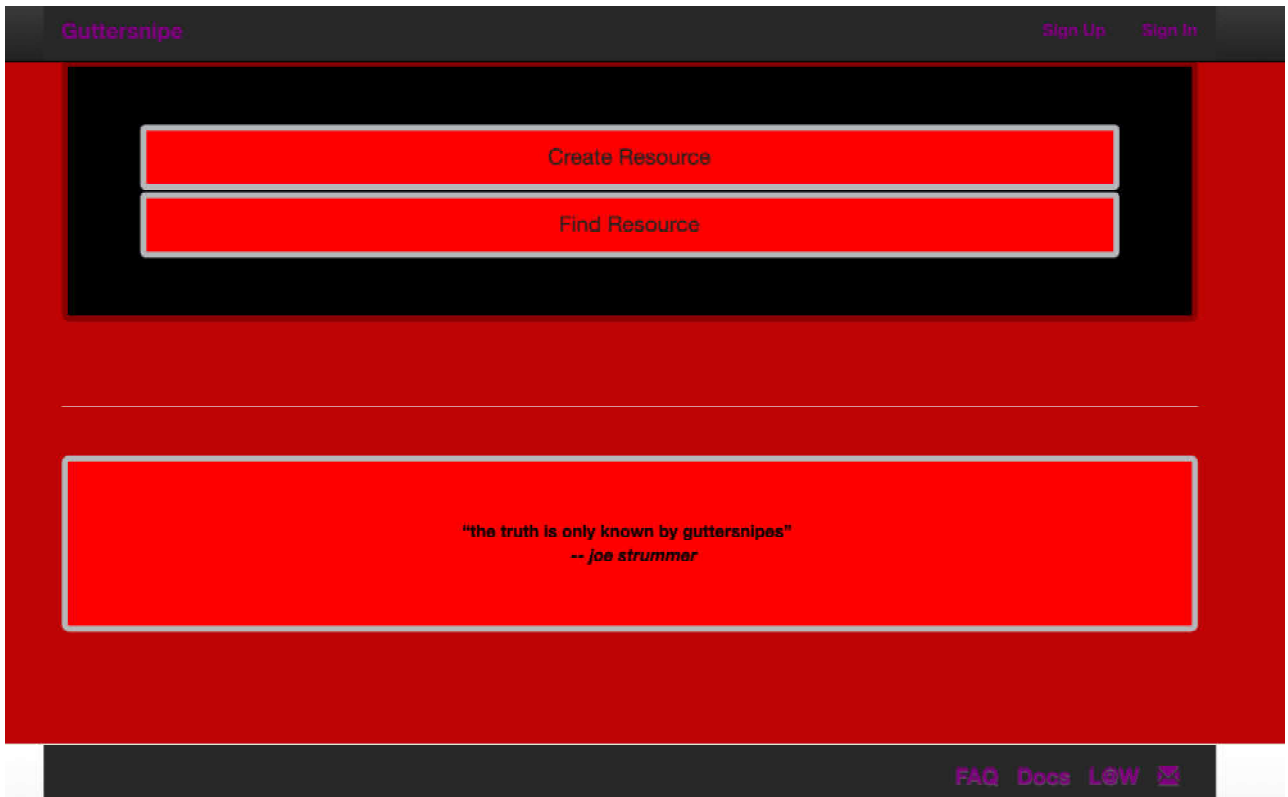 Guttersnipe Sign Up Sign In
Create Resource
Find Resource
"the truth is only known by guttersnipes"
-- joe strummer
FAQ Docs L@W